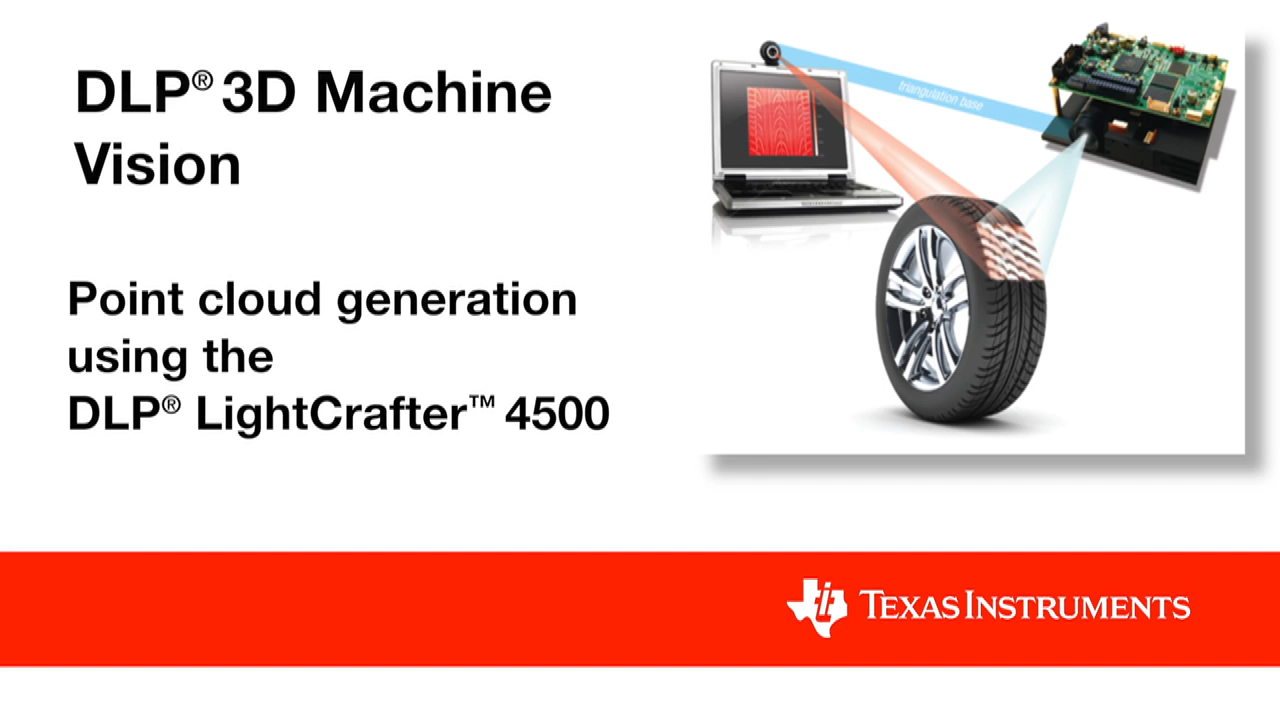 DLP® 3D Machine
Vision
triangulation base
Point cloud generation
using the
DLP® LightCrafter™ 4500
TEXAS INSTRUMENTS